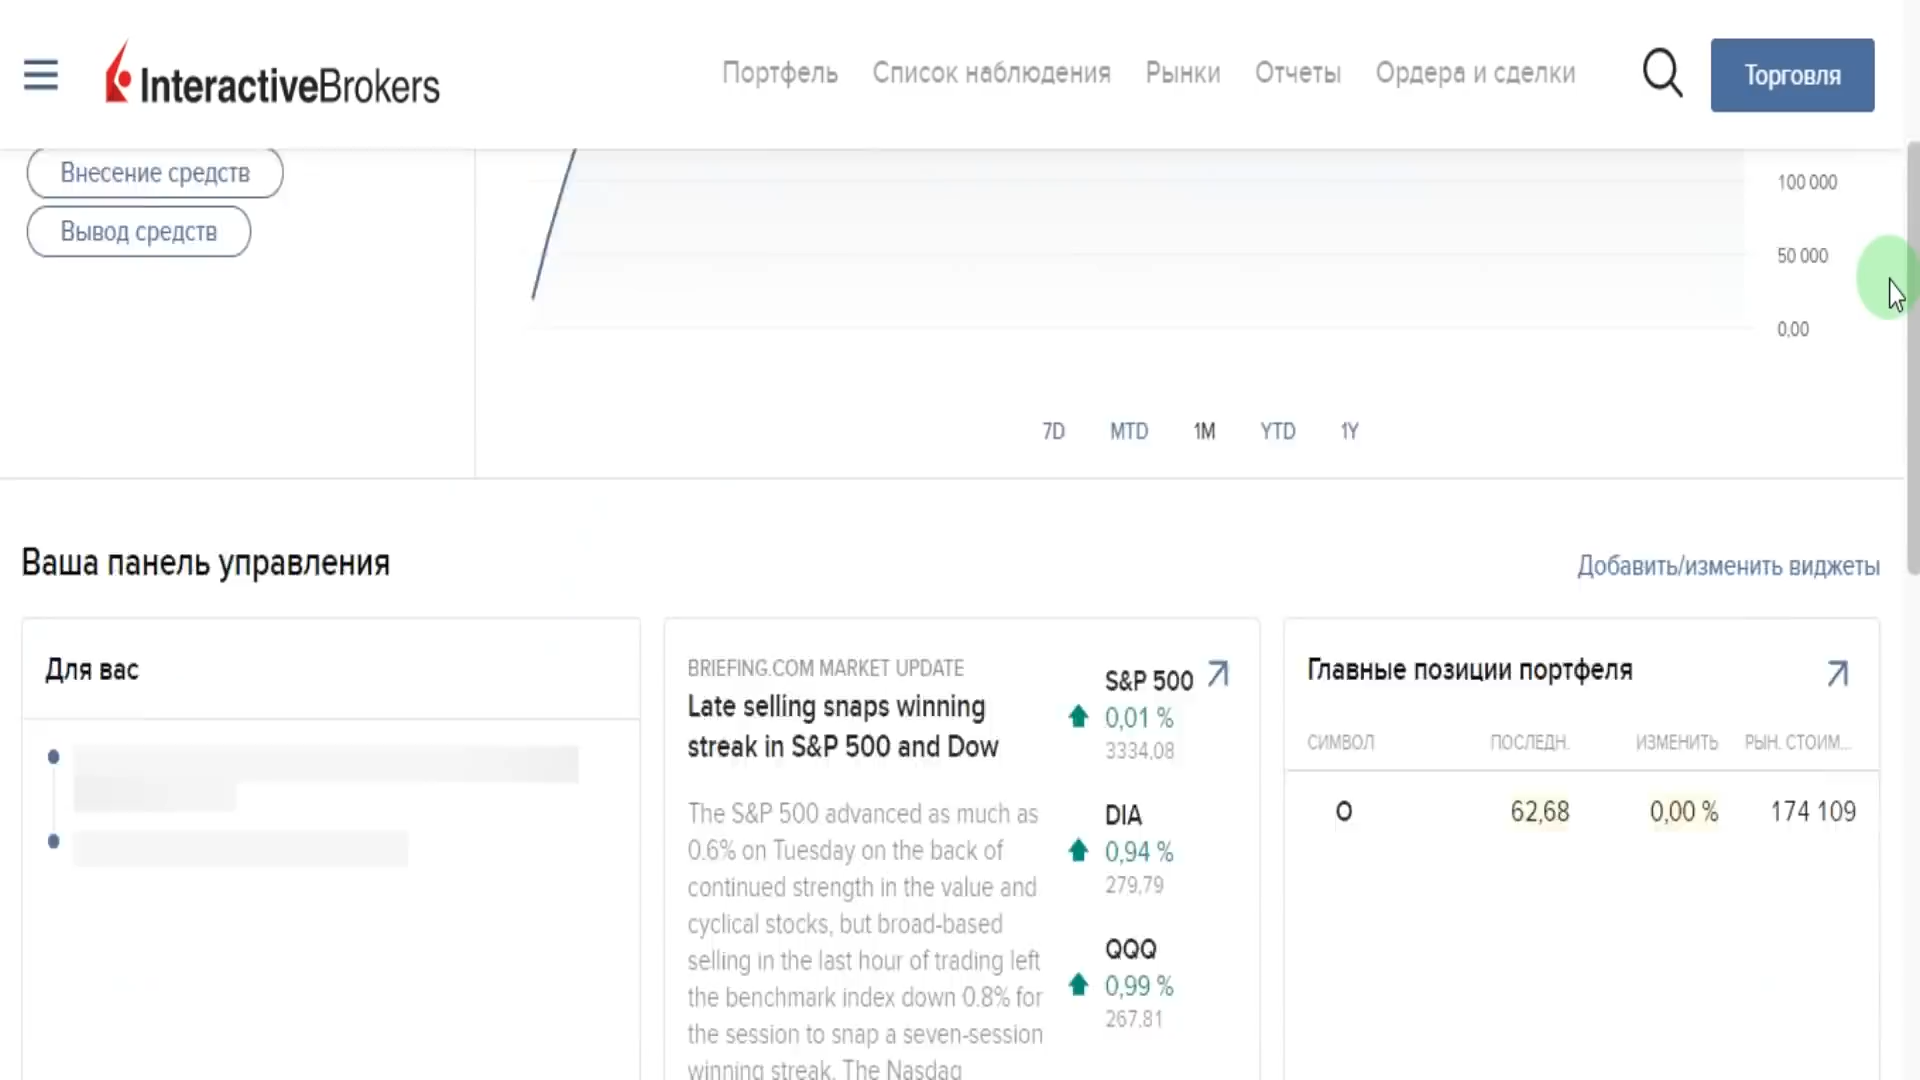 InteractiveBrokers
Портфель
Список наблюдения
Рынки
Отчеты
Ордера и сделки
Торговля
Внесение средств
Вывод средств
100 000
50 000
0,00
7D
MTD
1M
YTD
1Y
Ваша панель управления
Добавить/изменить виджеты
Для вас
BRIEFING.COM MARKET UPDATE
Late selling snaps winning
streak in S&P 500 and Dow
The S&P 500 advanced as much as
0.6% on Tuesday on the back of
continued strength in the value and
cyclical stocks, but broad-based
selling in the last hour of trading left
the benchmark index down 0.8% for
the session to snap a seven-session
winning streak. The Nasdaq
S&P 500
0,01 %
3334,08
DIA
0,94 %
279,79
QQQ
0,99 %
267,81
Главные позиции портфеля
СИМВОЛ ПОСЛЕДН. ИЗМЕНИТЬ РЫН. СТОИМ...
O 62,68 0,00 % 174 109